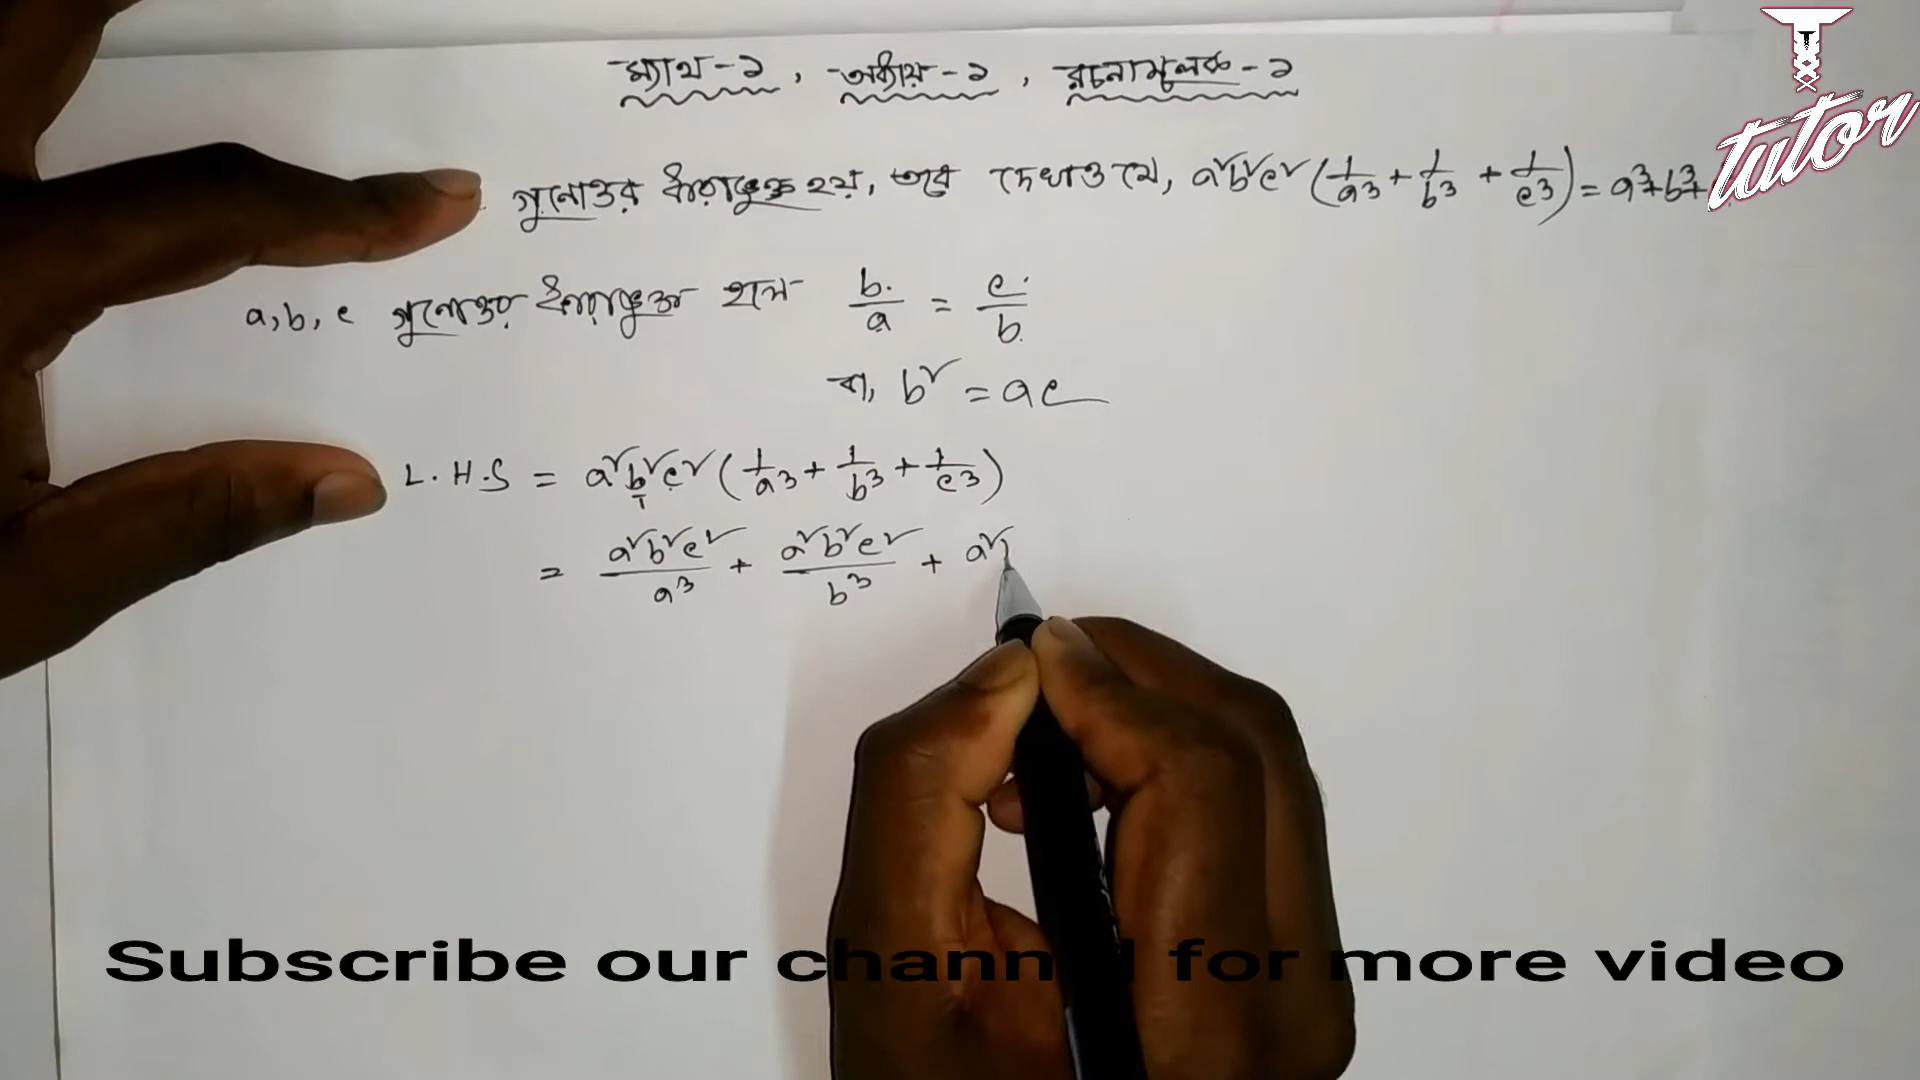 ম্যাথ-১, অধ্যায়-১, রচনামূলক-১
T
tutor
গুনোত্তর ধারাভুক্ত হয়, তবে দেখাও যে, a²b²c²(1/a³ + 1/b³ + 1/c³) = a³+b³+
a, b, c গুনোত্তর ধারাভুক্ত হলে b/a = c/b
বা, b² = ac
L.H.S = a²b²c²(1/a³ + 1/b³ + 1/c³)
= a²b²c²/a³ + a²b²c²/b³ + a²
Subscribe our channel for more video